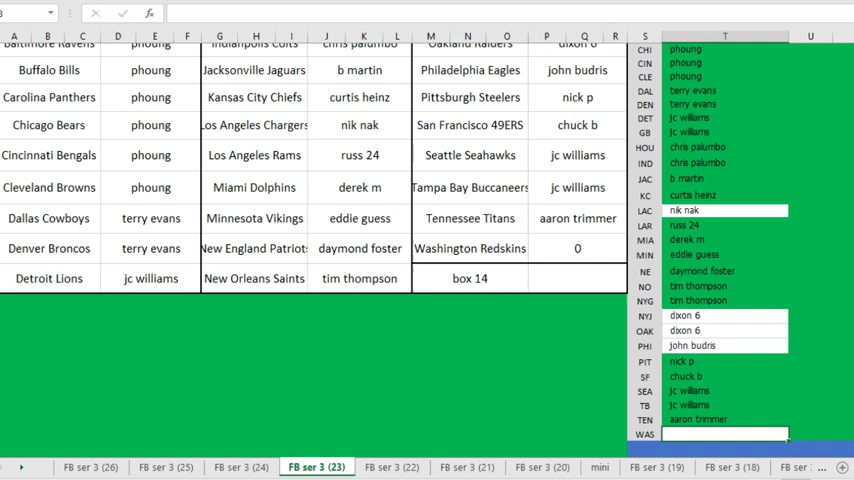 fx
A B C D E F G H I J K L M N O P Q R S T U
Baltimore Ravens phoung Indianapolis Colts chris palumbo Oakland Raiders dixon 6 CHI phoung
CIN phoung
Buffalo Bills phoung Jacksonville Jaguars b martin Philadelphia Eagles john budris CLE phoung
DAL terry evans
Carolina Panthers phoung Kansas City Chiefs curtis heinz Pittsburgh Steelers nick p DEN terry evans
DET jc williams
Chicago Bears phoung Los Angeles Chargers nik nak San Francisco 49ERS chuck b GB jc williams
HOU chris palumbo
Cincinnati Bengals phoung Los Angeles Rams russ 24 Seattle Seahawks jc williams IND chris palumbo
JAC b martin
Cleveland Browns phoung Miami Dolphins derek m Tampa Bay Buccaneers jc williams KC curtis heinz
LAC nik nak
Dallas Cowboys terry evans Minnesota Vikings eddie guess Tennessee Titans aaron trimmer LAR russ 24
MIA derek m
Denver Broncos terry evans New England Patriots daymond foster Washington Redskins 0 MIN eddie guess
NE daymond foster
Detroit Lions jc williams New Orleans Saints tim thompson box 14 NO tim thompson
NYG tim thompson
NYJ dixon 6
OAK dixon 6
PHI john budris
PIT nick p
SF chuck b
SEA jc williams
TB jc williams
TEN aaron trimmer
WAS
FB ser 3 (26) FB ser 3 (25) FB ser 3 (24) FB ser 3 (23) FB ser 3 (22) FB ser 3 (21) FB ser 3 (20) mini FB ser 3 (19) FB ser 3 (18) FB ser ...